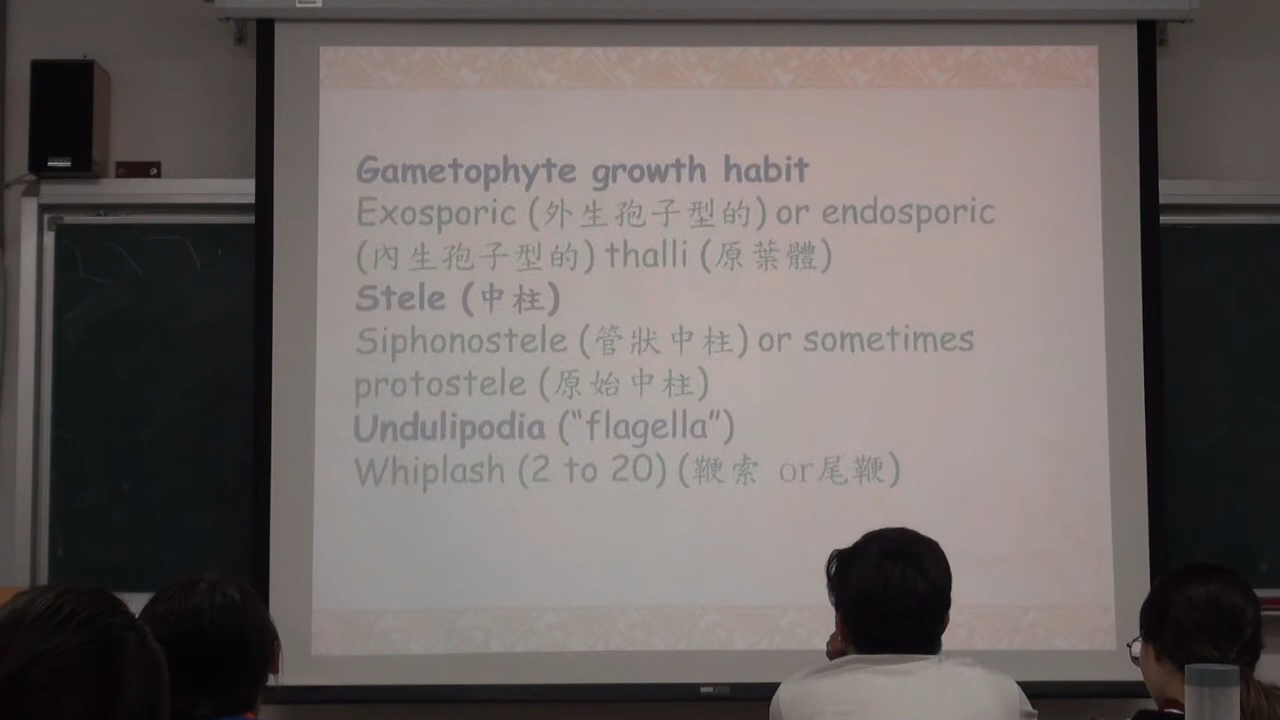 Gametophyte growth habit
Exosporic (外生孢子型的) or endosporic
(內生孢子型的) thalli (原葉體)
Stele (中柱)
Siphonostele (管狀中柱) or sometimes
protostele (原始中柱)
Undulipodia (“flagella”)
Whiplash (2 to 20) (鞭索 or尾鞭)